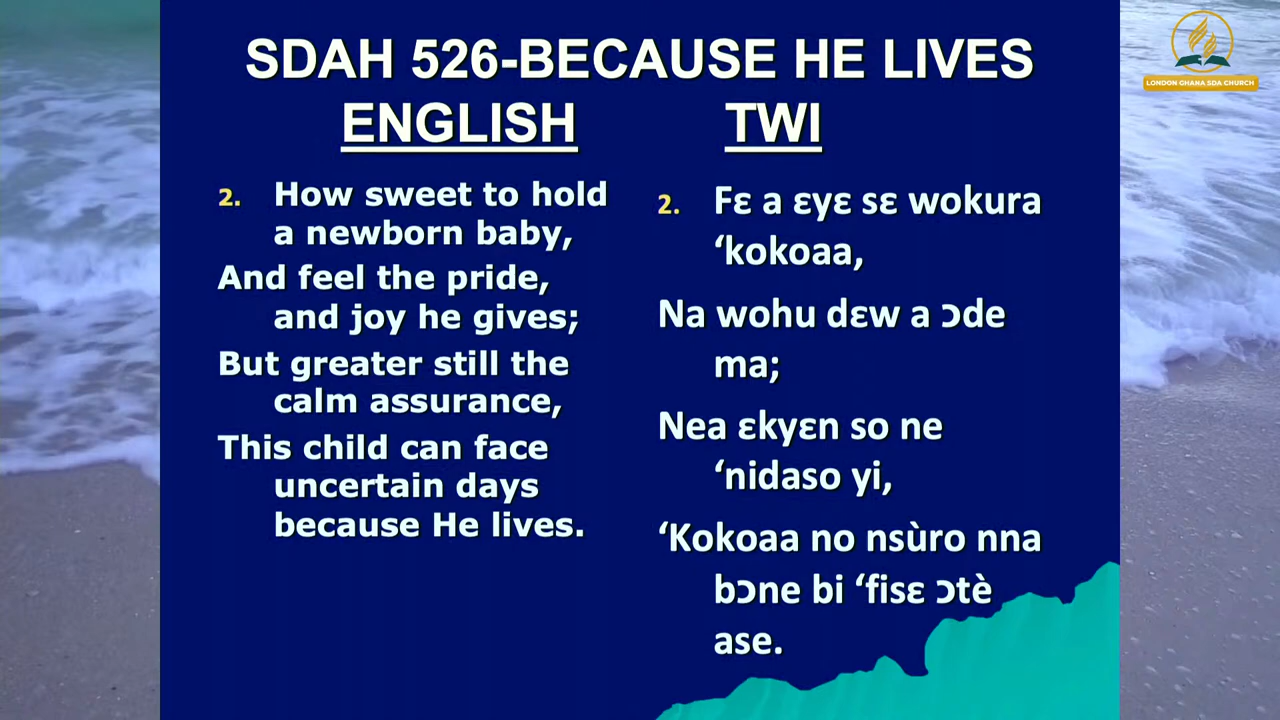 SDAH 526-BECAUSE HE LIVES
ENGLISH
TWI
2. How sweet to hold
a newborn baby,
And feel the pride,
and joy he gives;
But greater still the
calm assurance,
This child can face
uncertain days
because He lives.
2. Fɛ a ɛyɛ sɛ wokura
‘kokoaa,
Na wohu dɛw a ɔde
ma;
Nea ɛkyɛn so ne
‘nidaso yi,
‘Kokoaa no nsùro nna
bɔne bi ‘fisɛ ɔtè
ase.
LONDON GHANA SDA CHURCH